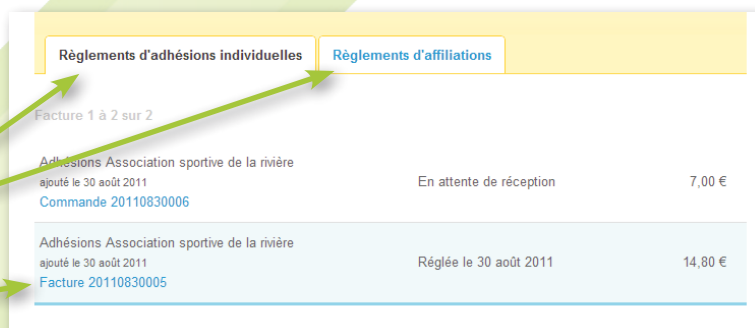 Règlements d'adhésions individuelles
Règlements d'affiliations
Facture 1 à 2 sur 2
Adhésions Association sportive de la rivière
ajouté le 30 août 2011
Commande 20110830006
En attente de réception
7,00 €
Adhésions Association sportive de la rivière
ajouté le 30 août 2011
Facture 20110830005
Réglée le 30 août 2011
14,80 €